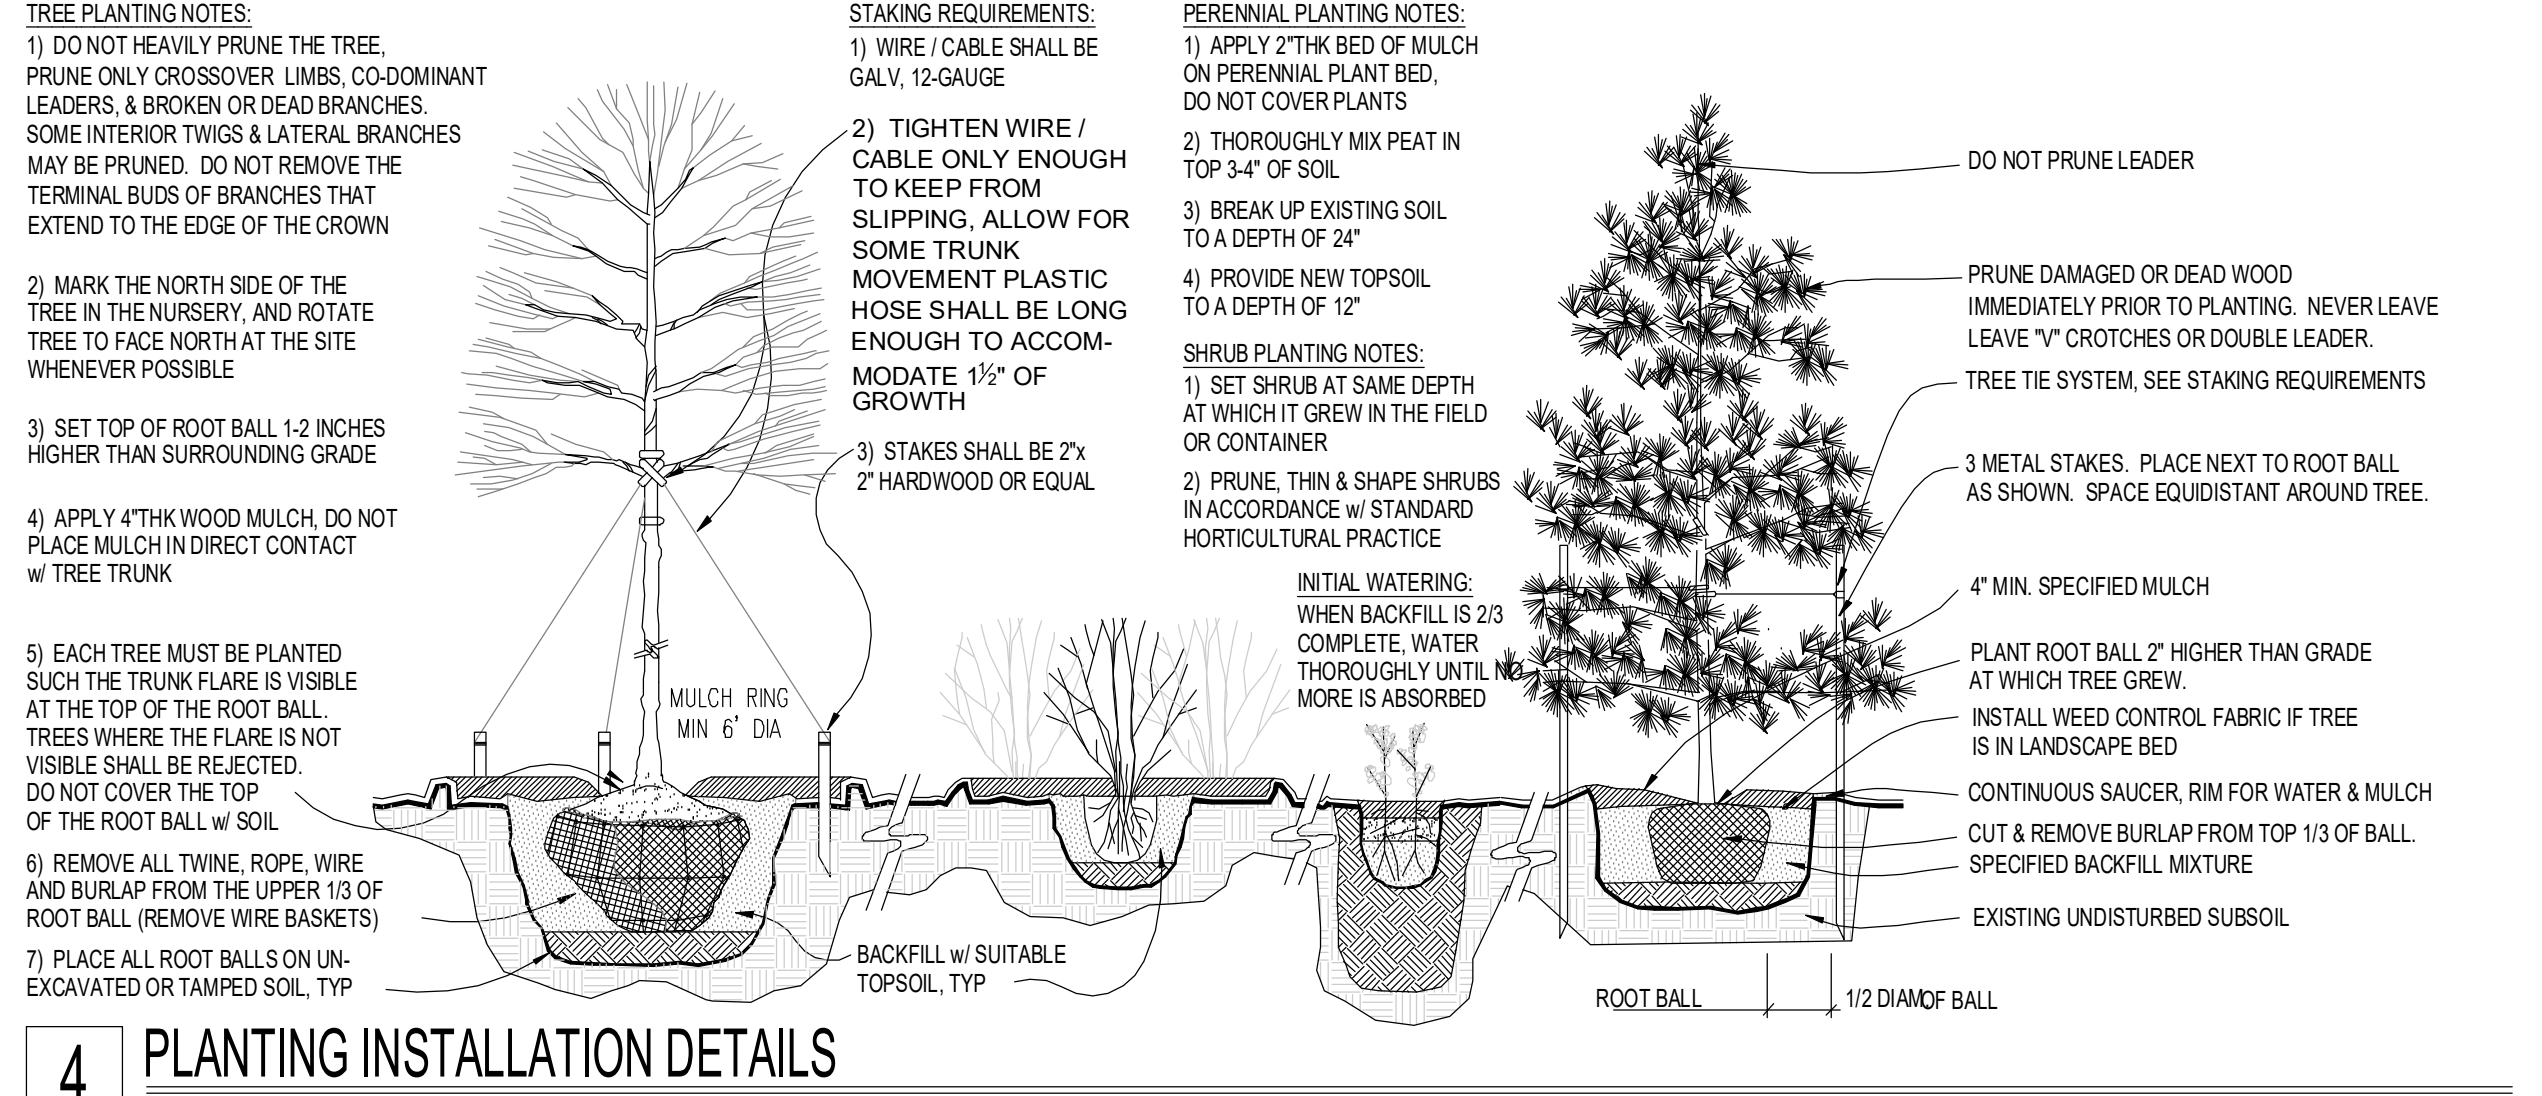 TREE PLANTING NOTES:
1) DO NOT HEAVILY PRUNE THE TREE,
PRUNE ONLY CROSSOVER LIMBS, CO-DOMINANT
LEADERS, & BROKEN OR DEAD BRANCHES.
SOME INTERIOR TWIGS & LATERAL BRANCHES
MAY BE PRUNED. DO NOT REMOVE THE
TERMINAL BUDS OF BRANCHES THAT
EXTEND TO THE EDGE OF THE CROWN
2) MARK THE NORTH SIDE OF THE
TREE IN THE NURSERY, AND ROTATE
TREE TO FACE NORTH AT THE SITE
WHENEVER POSSIBLE
3) SET TOP OF ROOT BALL 1-2 INCHES
HIGHER THAN SURROUNDING GRADE
4) APPLY 4"THK WOOD MULCH, DO NOT
PLACE MULCH IN DIRECT CONTACT
w/ TREE TRUNK
5) EACH TREE MUST BE PLANTED
SUCH THE TRUNK FLARE IS VISIBLE
AT THE TOP OF THE ROOT BALL.
TREES WHERE THE FLARE IS NOT
VISIBLE SHALL BE REJECTED.
DO NOT COVER THE TOP
OF THE ROOT BALL w/ SOIL
6) REMOVE ALL TWINE, ROPE, WIRE
AND BURLAP FROM THE UPPER 1/3 OF
ROOT BALL (REMOVE WIRE BASKETS)
7) PLACE ALL ROOT BALLS ON UN-
EXCAVATED OR TAMPED SOIL, TYP
MULCH RING
MIN 6' DIA
STAKING REQUIREMENTS:
1) WIRE / CABLE SHALL BE
GALV, 12-GAUGE
2) TIGHTEN WIRE /
CABLE ONLY ENOUGH
TO KEEP FROM
SLIPPING, ALLOW FOR
SOME TRUNK
MOVEMENT PLASTIC
HOSE SHALL BE LONG
ENOUGH TO ACCOM-
MODATE 1½" OF
GROWTH
3) STAKES SHALL BE 2"x
2" HARDWOOD OR EQUAL
BACKFILL w/ SUITABLE
TOPSOIL, TYP
PERENNIAL PLANTING NOTES:
1) APPLY 2"THK BED OF MULCH
ON PERENNIAL PLANT BED,
DO NOT COVER PLANTS
2) THOROUGHLY MIX PEAT IN
TOP 3-4" OF SOIL
3) BREAK UP EXISTING SOIL
TO A DEPTH OF 24"
4) PROVIDE NEW TOPSOIL
TO A DEPTH OF 12"
SHRUB PLANTING NOTES:
1) SET SHRUB AT SAME DEPTH
AT WHICH IT GREW IN THE FIELD
OR CONTAINER
2) PRUNE, THIN & SHAPE SHRUBS
IN ACCORDANCE w/ STANDARD
HORTICULTURAL PRACTICE
INITIAL WATERING:
WHEN BACKFILL IS 2/3
COMPLETE, WATER
THOROUGHLY UNTIL NO
MORE IS ABSORBED
DO NOT PRUNE LEADER
PRUNE DAMAGED OR DEAD WOOD
IMMEDIATELY PRIOR TO PLANTING. NEVER LEAVE
LEAVE "V" CROTCHES OR DOUBLE LEADER.
TREE TIE SYSTEM, SEE STAKING REQUIREMENTS
3 METAL STAKES. PLACE NEXT TO ROOT BALL
AS SHOWN. SPACE EQUIDISTANT AROUND TREE.
4" MIN. SPECIFIED MULCH
PLANT ROOT BALL 2" HIGHER THAN GRADE
AT WHICH TREE GREW.
INSTALL WEED CONTROL FABRIC IF TREE
IS IN LANDSCAPE BED
CONTINUOUS SAUCER, RIM FOR WATER & MULCH
CUT & REMOVE BURLAP FROM TOP 1/3 OF BALL.
SPECIFIED BACKFILL MIXTURE
EXISTING UNDISTURBED SUBSOIL
ROOT BALL 1/2 DIAM. OF BALL
4 PLANTING INSTALLATION DETAILS